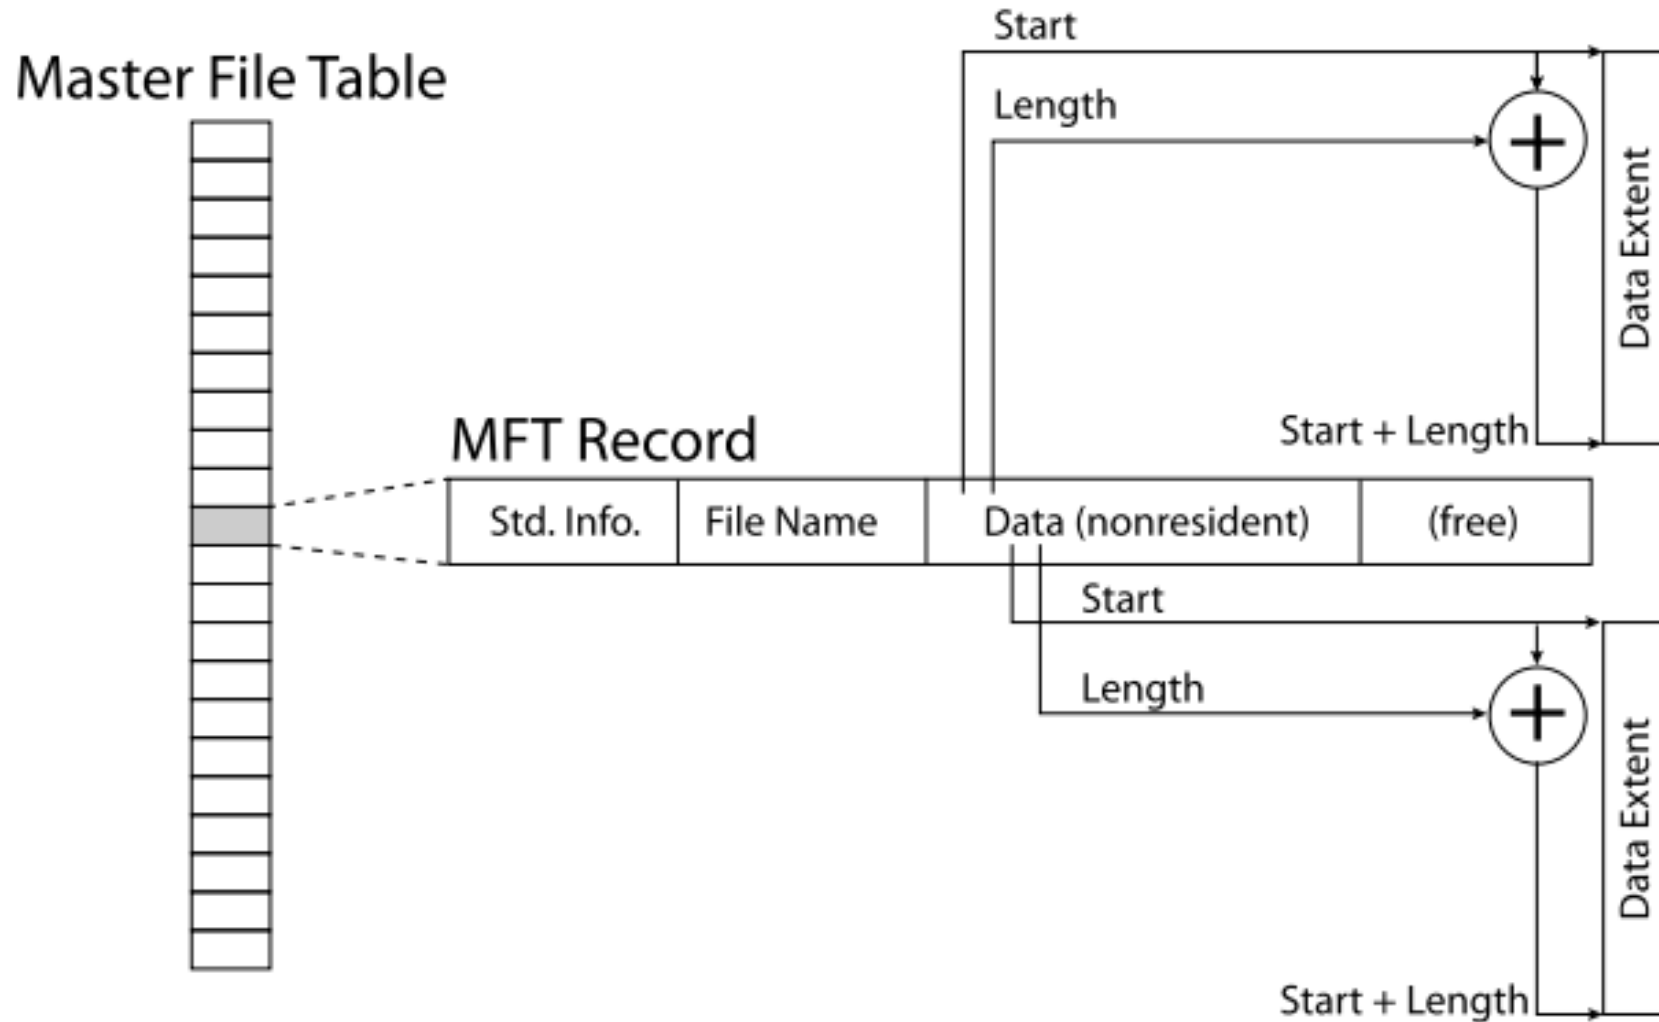 Start
Master File Table
Length
+
Data Extent
Start + Length
MFT Record
Std. Info.
File Name
Data (nonresident)
(free)
Start
Length
+
Data Extent
Start + Length